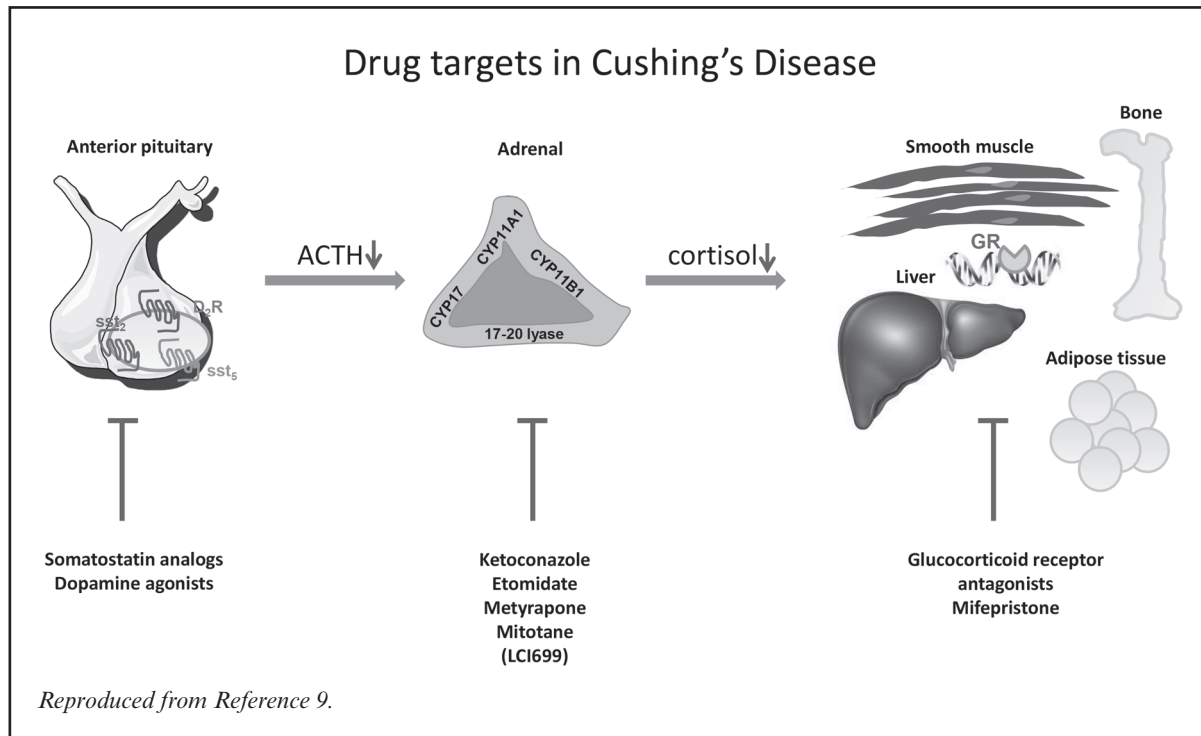 Drug targets in Cushing’s Disease
Anterior pituitary
D₂R
sst₂
sst₅
ACTH
Adrenal
CYP11A1
CYP11B1
CYP17
17-20 lyase
cortisol
Smooth muscle
Bone
GR
Liver
Adipose tissue
Somatostatin analogs
Dopamine agonists
Ketoconazole
Etomidate
Metyrapone
Mitotane
(LCI699)
Glucocorticoid receptor
antagonists
Mifepristone
Reproduced from Reference 9.